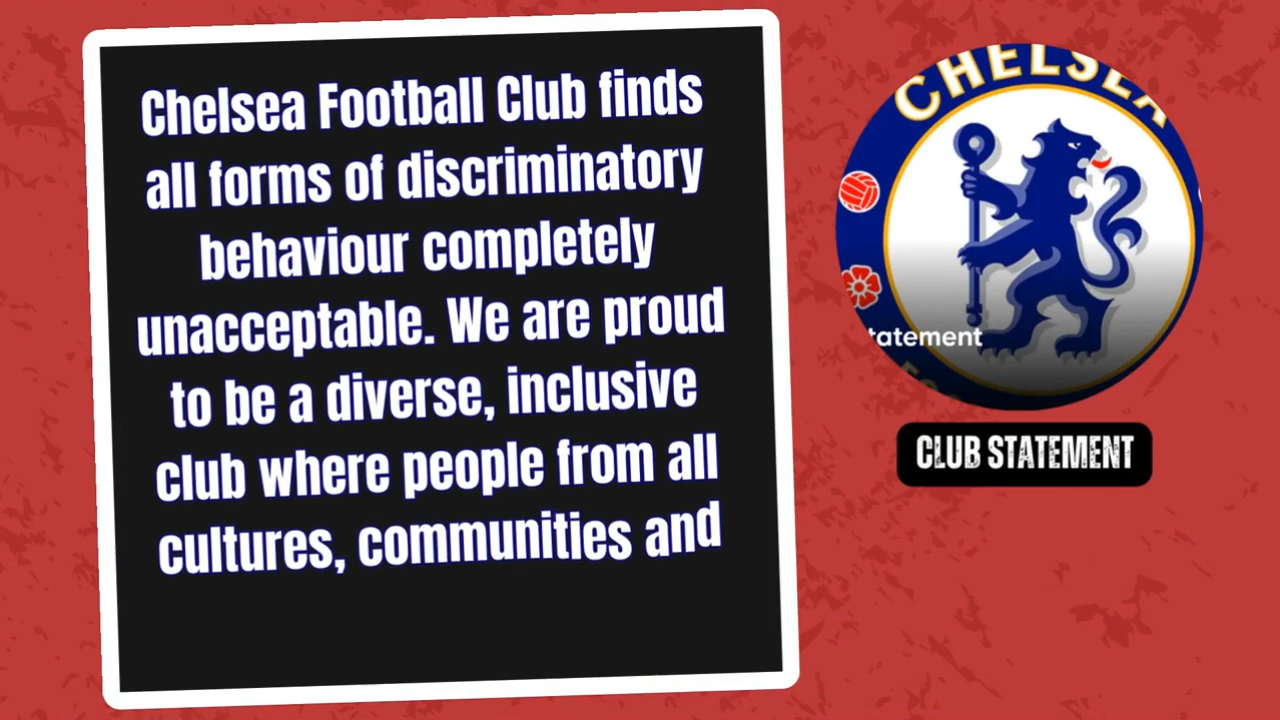 Chelsea Football Club finds
all forms of discriminatory
behaviour completely
unacceptable. We are proud
to be a diverse, inclusive
club where people from all
cultures, communities and
CHELSEA
tatement
CLUB STATEMENT